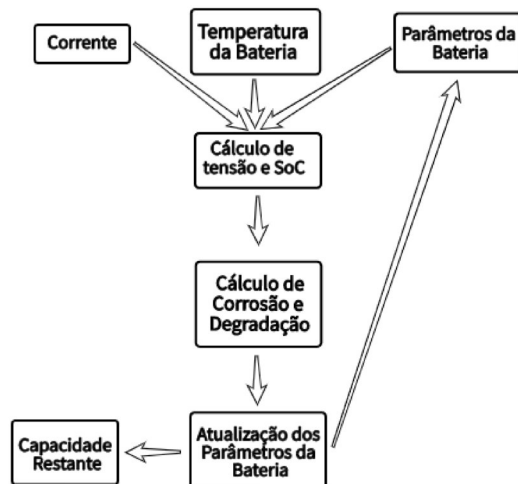 Corrente
Temperatura
da Bateria
Parâmetros da
Bateria
Cálculo de
tensão e SoC
Cálculo de
Corrosão e
Degradação
Capacidade
Restante
Atualização dos
Parâmetros da
Bateria